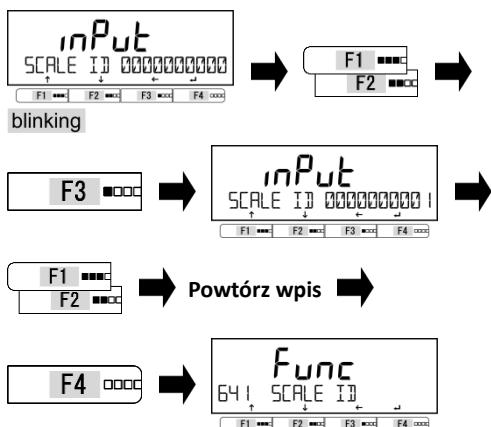 inPut
SCALE ID 0000000000
↑ ↓ ← ↵
F1 F2 F3 F4
blinking
F1
F2
F3
inPut
SCALE ID 0000000001
↑ ↓ ← ↵
F1 F2 F3 F4
F1
F2
Powtórz wpis
F4
Func
641 SCALE ID
↑ ↓ ← ↵
F1 F2 F3 F4